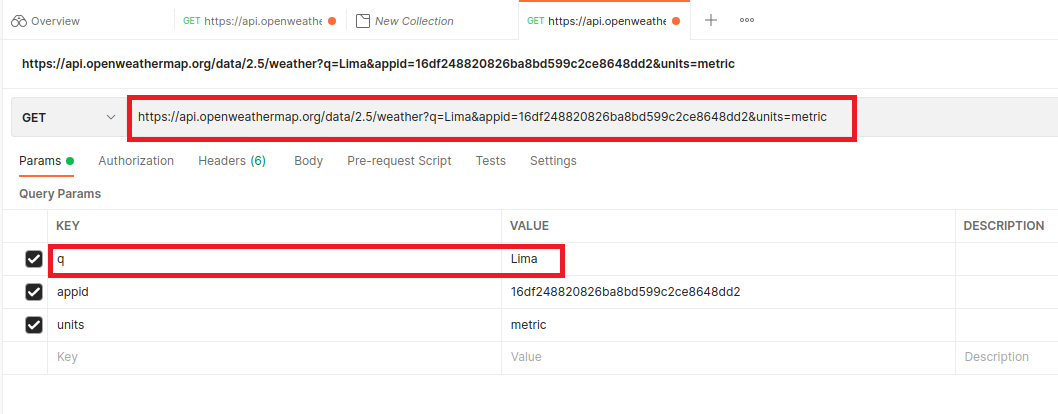 Overview
GET https://api.openweathe
New Collection
GET https://api.openweathe
https://api.openweathermap.org/data/2.5/weather?q=Lima&appid=16df248820826ba8bd599c2ce8648dd2&units=metric
GET https://api.openweathermap.org/data/2.5/weather?q=Lima&appid=16df248820826ba8bd599c2ce8648dd2&units=metric
Params Authorization Headers (6) Body Pre-request Script Tests Settings
Query Params
KEY VALUE DESCRIPTION
q Lima
appid 16df248820826ba8bd599c2ce8648dd2
units metric
Key Value Description